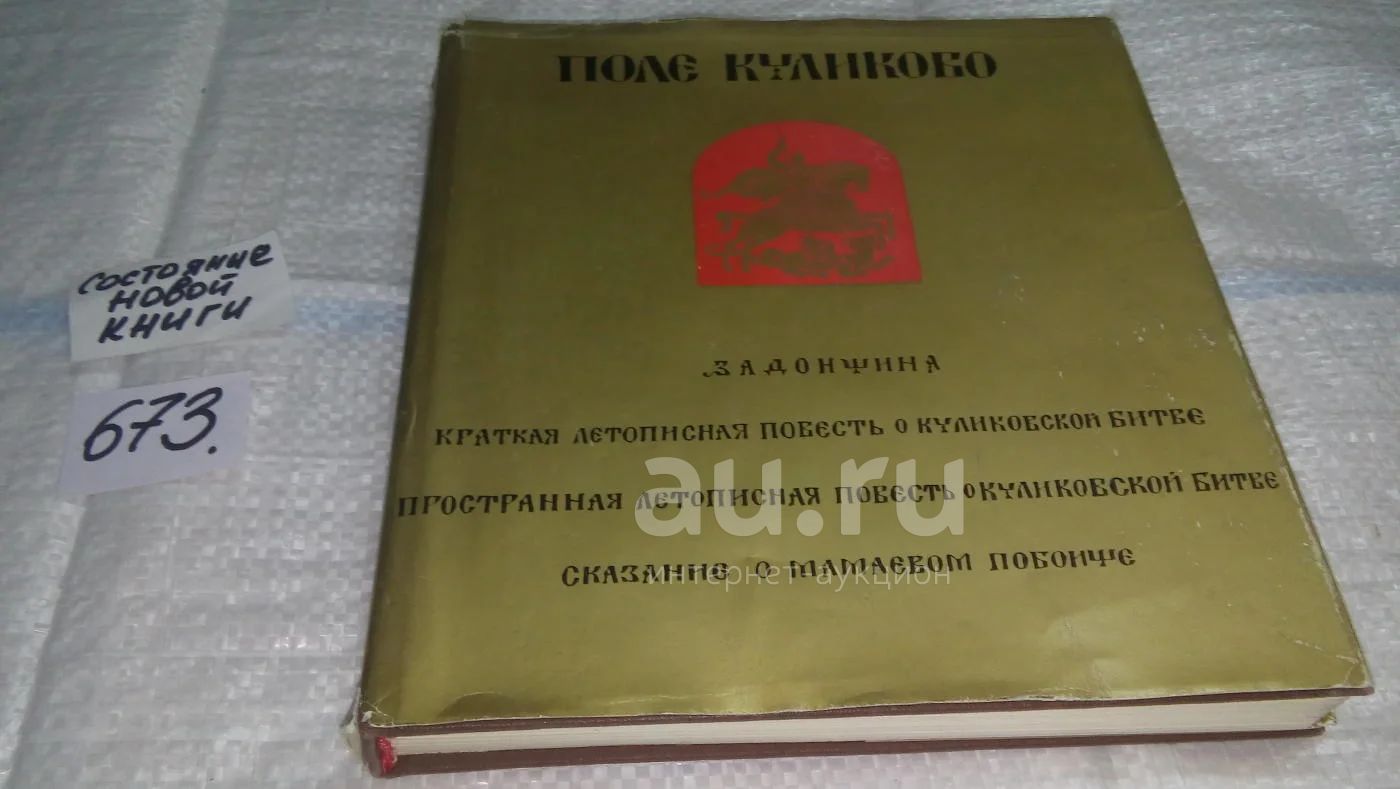 ПОЛЕ КУЛИКОВО
ЗАДОНЩИНА
КРАТКАЯ ЛЕТОПИСНАЯ ПОВЕСТЬ О КУЛИКОВСКОЙ БИТВЕ
ПРОСТРАННАЯ ЛЕТОПИСНАЯ ПОВЕСТЬ О КУЛИКОВСКОЙ БИТВЕ
СКАЗАНИЕ О МАМАЕВОМ ПОБОИЩЕ
состояние
новой
книги
673.
au.ru
интернет-аукцион